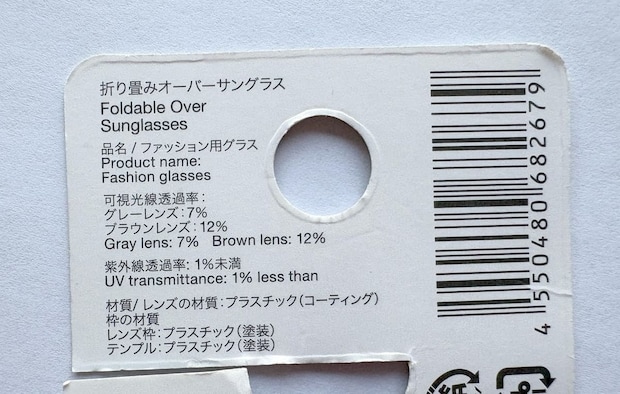 折り畳みオーバーサングラス
Foldable Over
Sunglasses
品名 / ファッション用グラス
Product name:
Fashion glasses
可視光線透過率:
グレーレンズ:7%
ブラウンレンズ:12%
Gray lens: 7% Brown lens: 12%
紫外線透過率: 1%未満
UV transmittance: 1% less than
材質/ レンズの材質:プラスチック(コーティング)
枠の材質
レンズ枠:プラスチック(塗装)
テンプル:プラスチック(塗装)
4 550480 682679